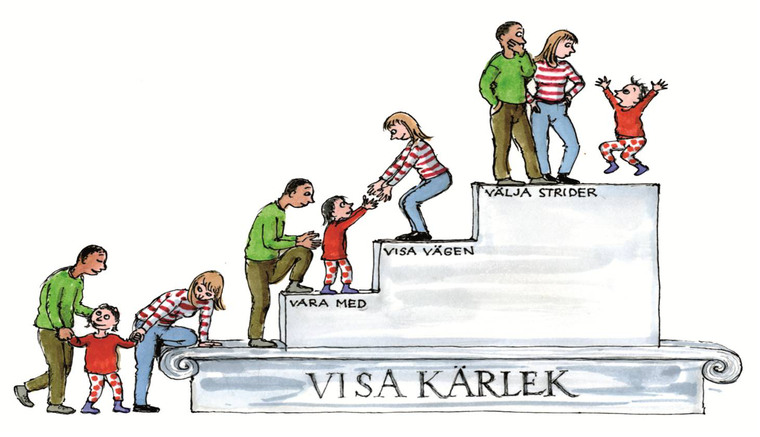 VÄLJA STRIDER
VISA VÄGEN
VARA MED
VISA KÄRLEK